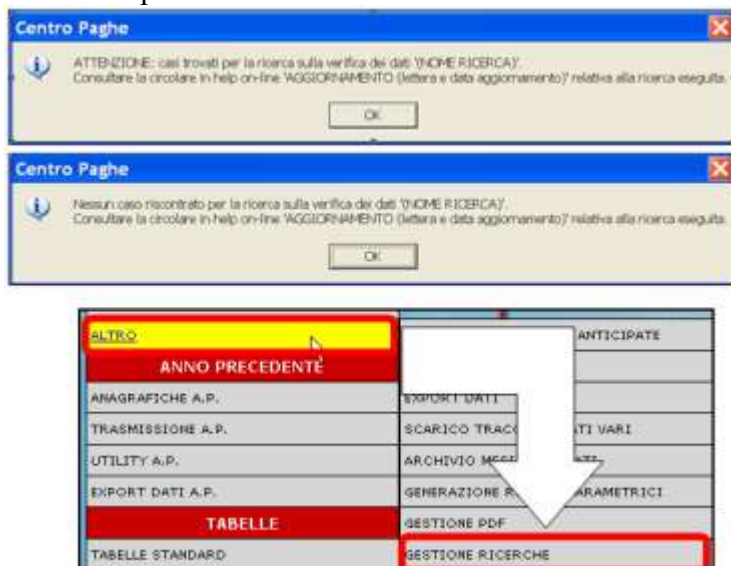 Centro Paghe
ATTENZIONE: casi trovati per la ricerca sulla verifica dei dati '(NOME RICERCA)'.
Consultare la circolare in help on-line 'AGGIORNAMENTO (lettera e data aggiornamento)' relativa alla ricerca eseguita.
OK
Centro Paghe
Nessun caso riscontrato per la ricerca sulla verifica dei dati '(NOME RICERCA)'.
Consultare la circolare in help on-line 'AGGIORNAMENTO (lettera e data aggiornamento)' relativa alla ricerca eseguita.
OK
ALTRO
ANTICIPATE
ANNO PRECEDENTE
ANAGRAFICHE A.P.
EXPORT DATI
TRASMISSIONE A.P.
SCARICO VARI
UTILITY A.P.
ARCHIVIO
EXPORT DATI A.P.
GENERAZIONE ARAMETRICI
TABELLE
GESTIONE PDF
TABELLE STANDARD
GESTIONE RICERCHE